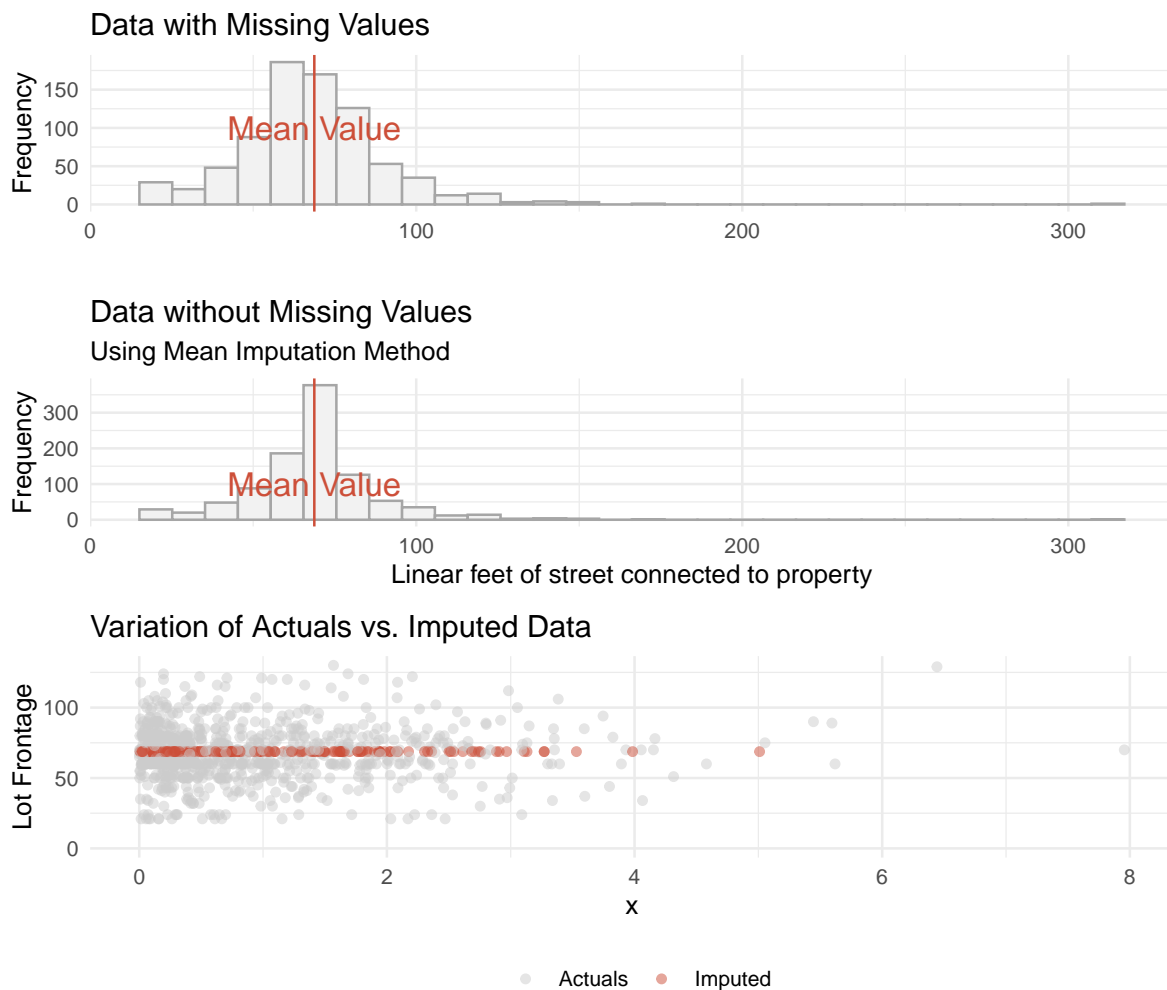 Data with Missing Values
Frequency
150
100
50
0
Mean Value
0 100 200 300
Data without Missing Values
Using Mean Imputation Method
Frequency
300
200
100
0
Mean Value
0 100 200 300
Linear feet of street connected to property
Variation of Actuals vs. Imputed Data
Lot Frontage
100
50
0
0 2 4 6 8
x
Actuals Imputed